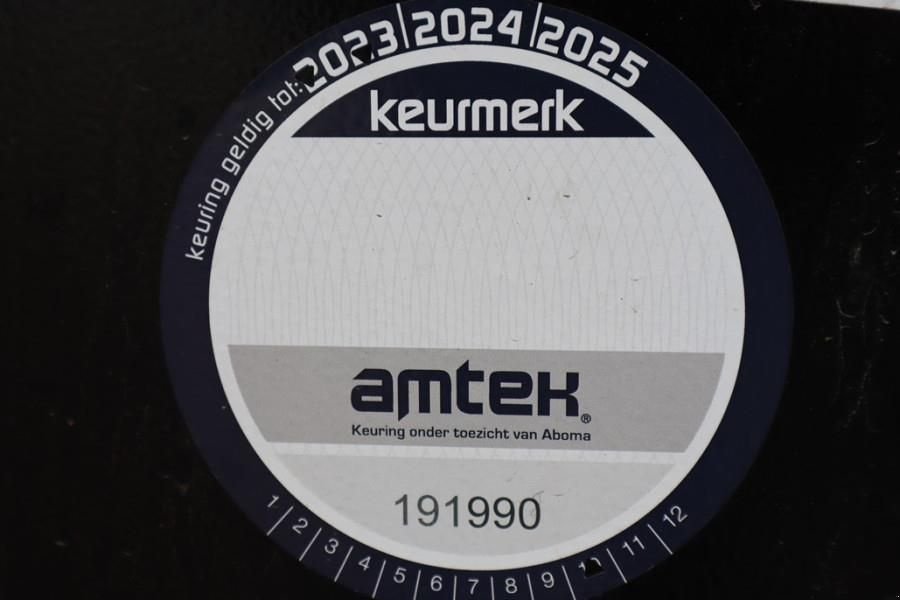 keuring geldig tot: 2023 2024 2025
keurmerk
amtek®
Keuring onder toezicht van Aboma
191990
1 2 3 4 5 6 7 8 9 10 11 12